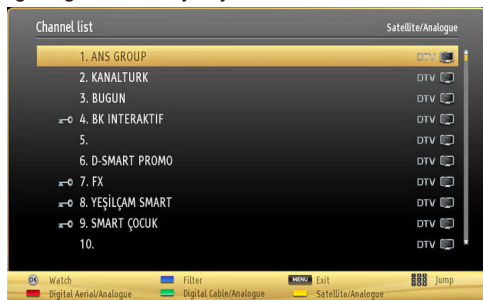 Channel list Satellite/Analogue
1. ANS GROUP DTV
2. KANALTURK DTV
3. BUGUN DTV
4. BK INTERAKTIF DTV
5. DTV
6. D-SMART PROMO DTV
7. FX DTV
8. YEŞİLÇAM SMART DTV
9. SMART ÇOCUK DTV
10. DTV
OK Watch Filter MENU Exit Jump
Digital Aerial/Analogue Digital Cable/Analogue Satellite/Analogue